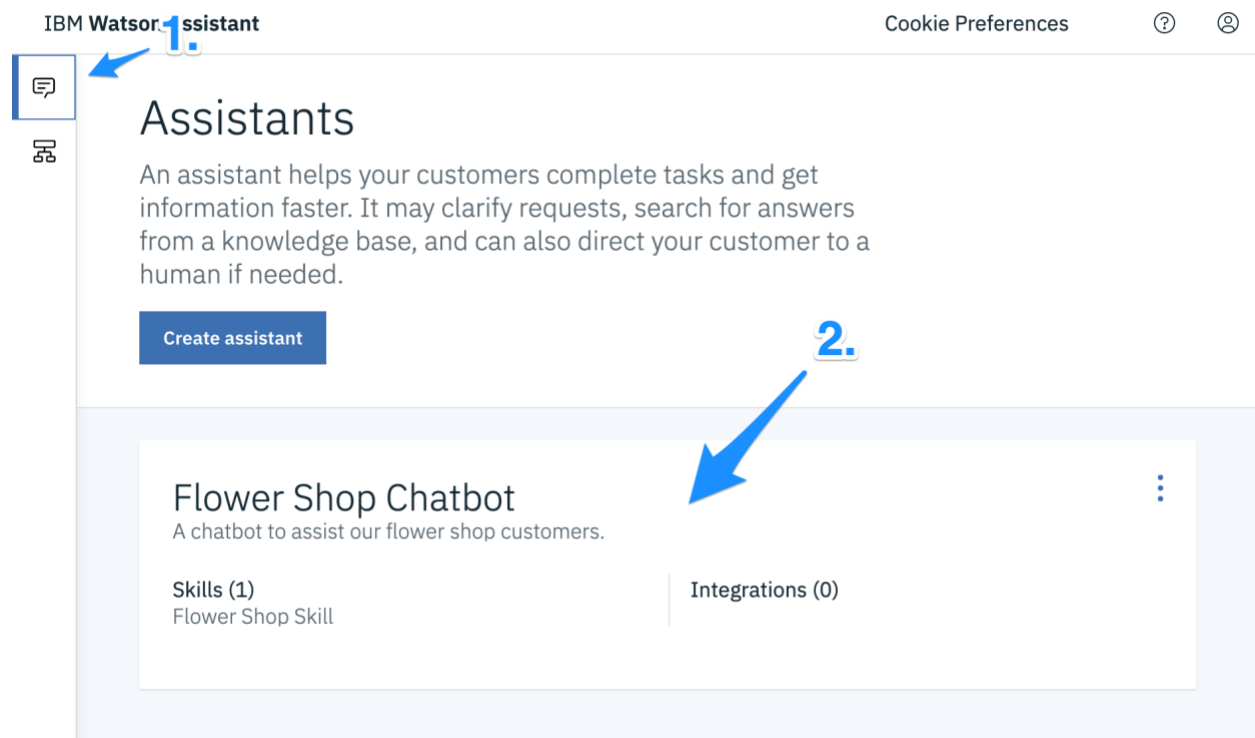 IBM Watson Assistant
Cookie Preferences
1.
Assistants
An assistant helps your customers complete tasks and get
information faster. It may clarify requests, search for answers
from a knowledge base, and can also direct your customer to a
human if needed.
Create assistant
2.
Flower Shop Chatbot
A chatbot to assist our flower shop customers.
Skills (1)
Flower Shop Skill
Integrations (0)